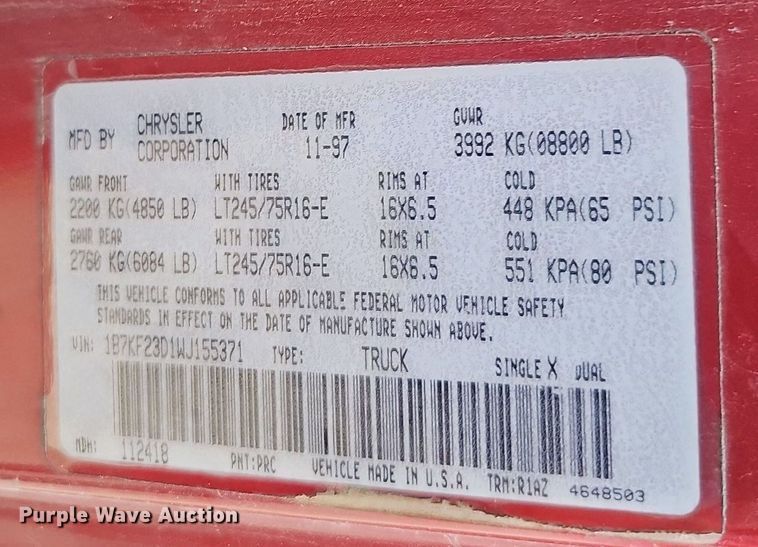 MFD BY CHRYSLER CORPORATION DATE OF MFR 11-97 GVWR 3992 KG(08800 LB)
GAWR FRONT WITH TIRES RIMS AT COLD
2200 KG(4850 LB) LT245/75R16-E 16X6.5 448 KPA(65 PSI)
GAWR REAR WITH TIRES RIMS AT COLD
2760 KG(6084 LB) LT245/75R16-E 16X6.5 551 KPA(80 PSI)
THIS VEHICLE CONFORMS TO ALL APPLICABLE FEDERAL MOTOR VEHICLE SAFETY
STANDARDS IN EFFECT ON THE DATE OF MANUFACTURE SHOWN ABOVE.
VIN: 1B7KF23D1WJ155371 TYPE: TRUCK SINGLE X DUAL
MDH: 112418 PNT:PRC VEHICLE MADE IN U.S.A. TRM:R1AZ 4648503
Purple Wave Auction